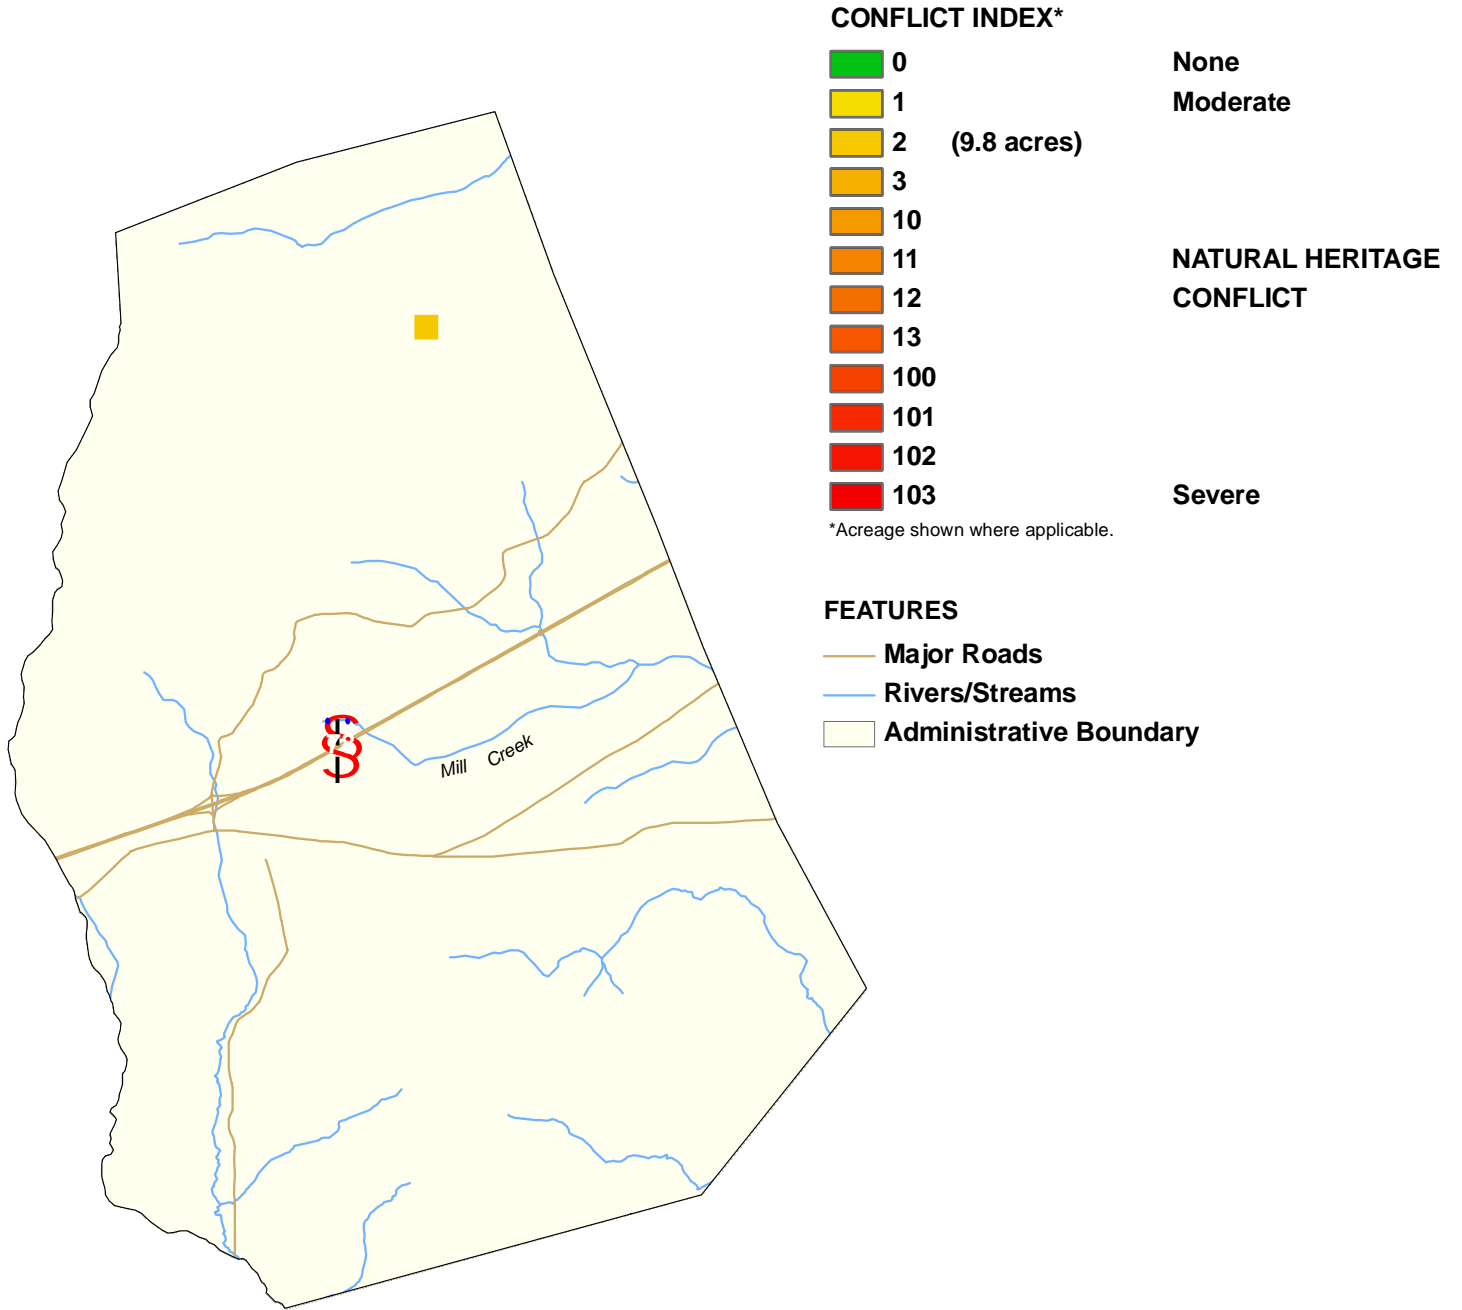 CONFLICT INDEX*
0 None
1 Moderate
2 (9.8 acres)
3
10
11 NATURAL HERITAGE
12 CONFLICT
13
100
101
102
103 Severe
*Acreage shown where applicable.
FEATURES
Major Roads
Rivers/Streams
Administrative Boundary
Mill Creek